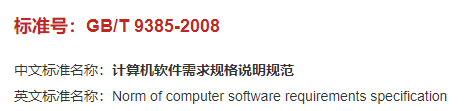 标准号：GB/T 9385-2008
中文标准名称：计算机软件需求规格说明规范
英文标准名称：Norm of computer software requirements specification